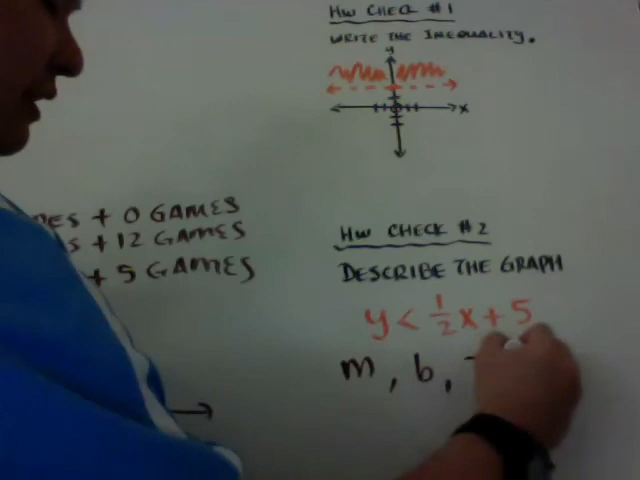 HW CHECK #1
WRITE THE INEQUALITY.
y
x
+ 0 GAMES
+ 12 GAMES
+ 5 GAMES
HW CHECK #2
DESCRIBE THE GRAPH
y < 1/2 x + 5
m, b,